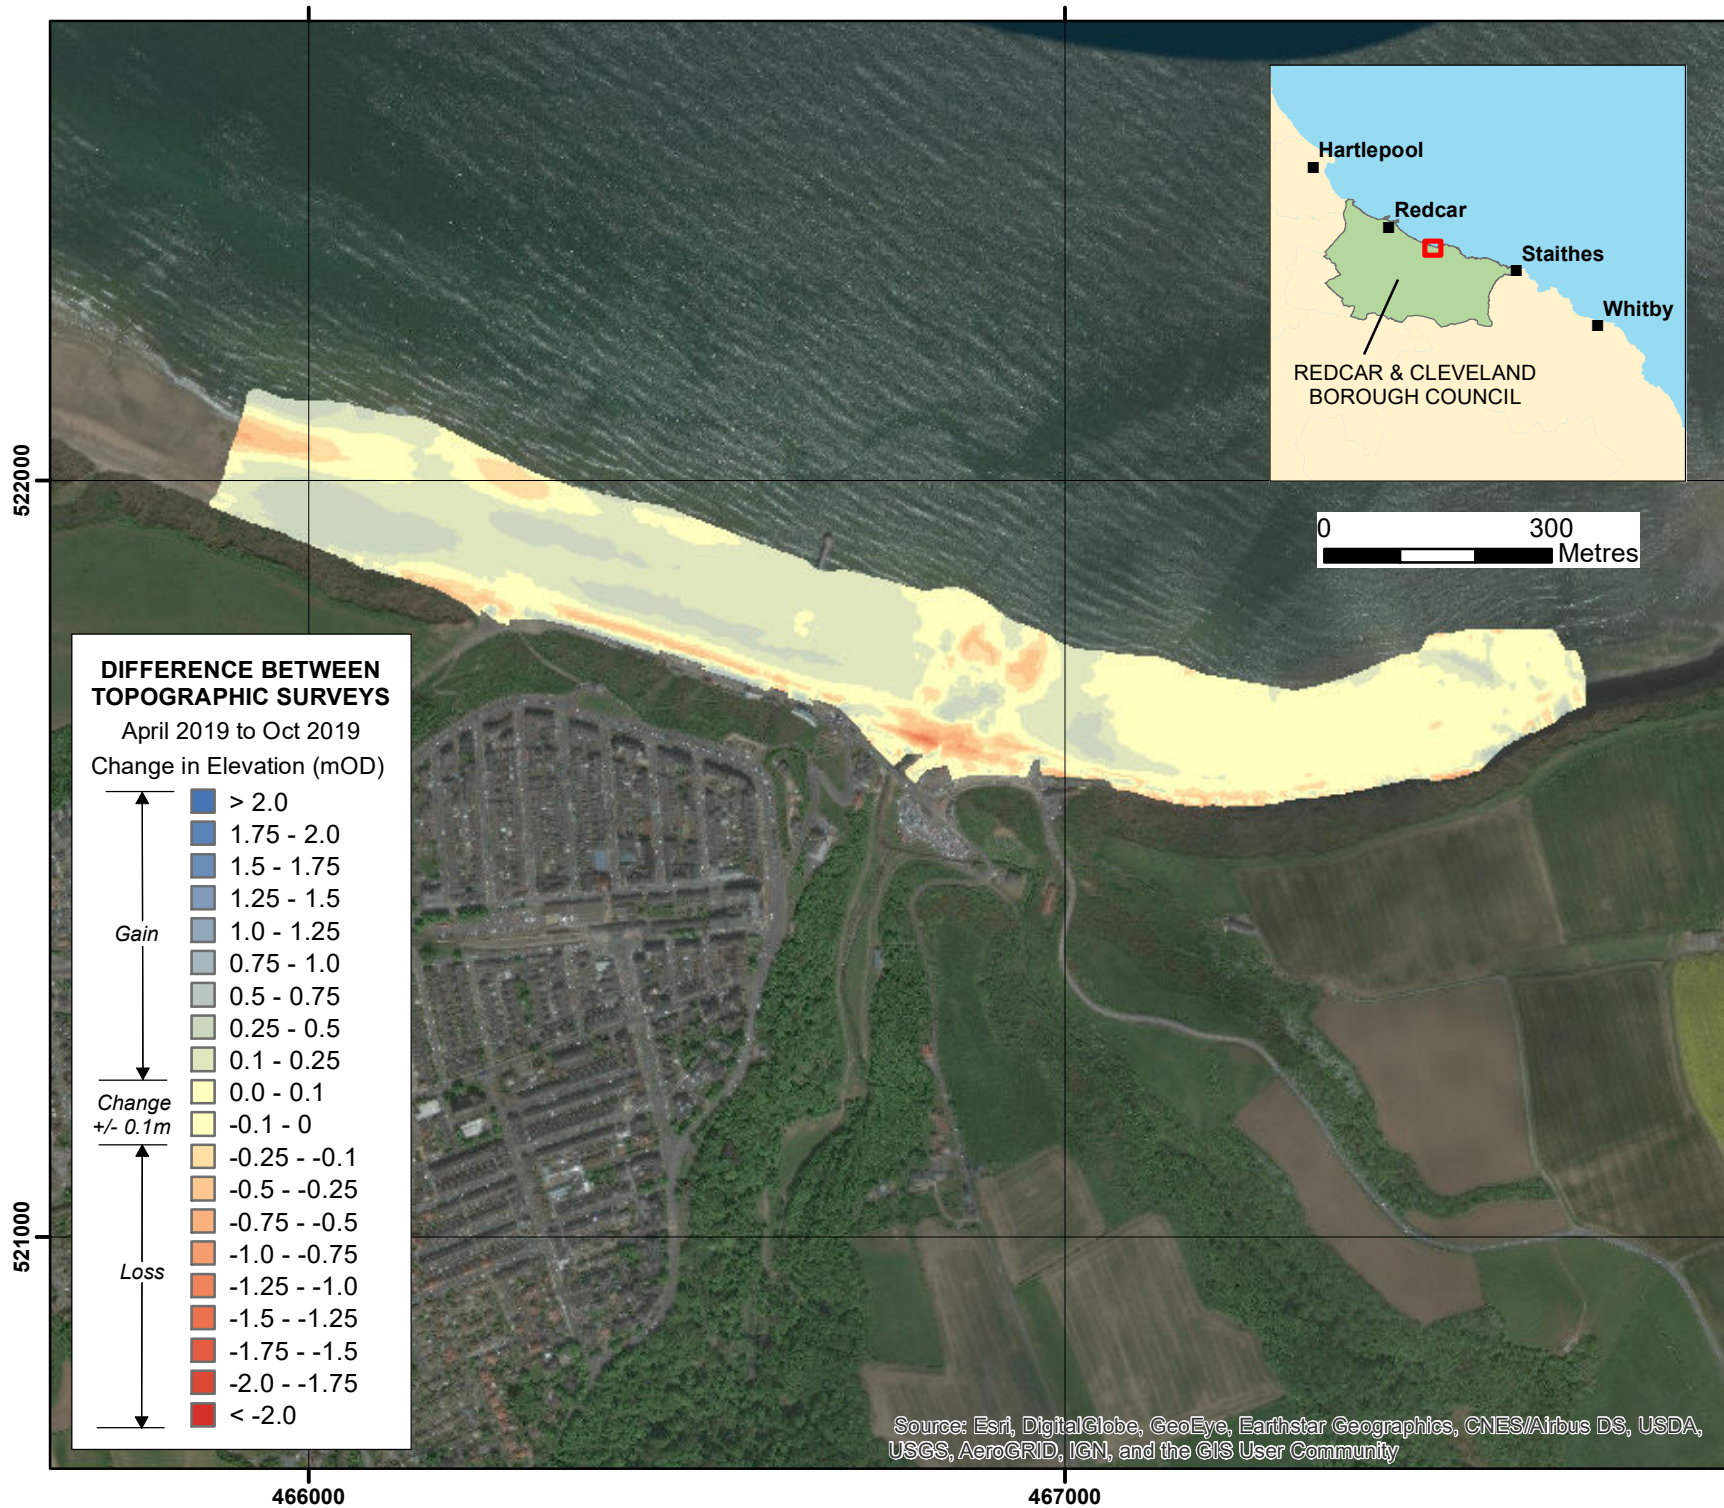 Hartlepool
Redcar
Staithes
Whitby
REDCAR & CLEVELAND
BOROUGH COUNCIL
522000
0 300
Metres
DIFFERENCE BETWEEN
TOPOGRAPHIC SURVEYS
April 2019 to Oct 2019
Change in Elevation (mOD)
> 2.0
1.75 - 2.0
1.5 - 1.75
1.25 - 1.5
Gain
1.0 - 1.25
0.75 - 1.0
0.5 - 0.75
0.25 - 0.5
0.1 - 0.25
Change
+/- 0.1m
0.0 - 0.1
-0.1 - 0
-0.25 - -0.1
-0.5 - -0.25
-0.75 - -0.5
-1.0 - -0.75
Loss
-1.25 - -1.0
-1.5 - -1.25
-1.75 - -1.5
-2.0 - -1.75
< -2.0
521000
Source: Esri, DigitalGlobe, GeoEye, Earthstar Geographics, CNES/Airbus DS, USDA,
USGS, AeroGRID, IGN, and the GIS User Community
466000
467000